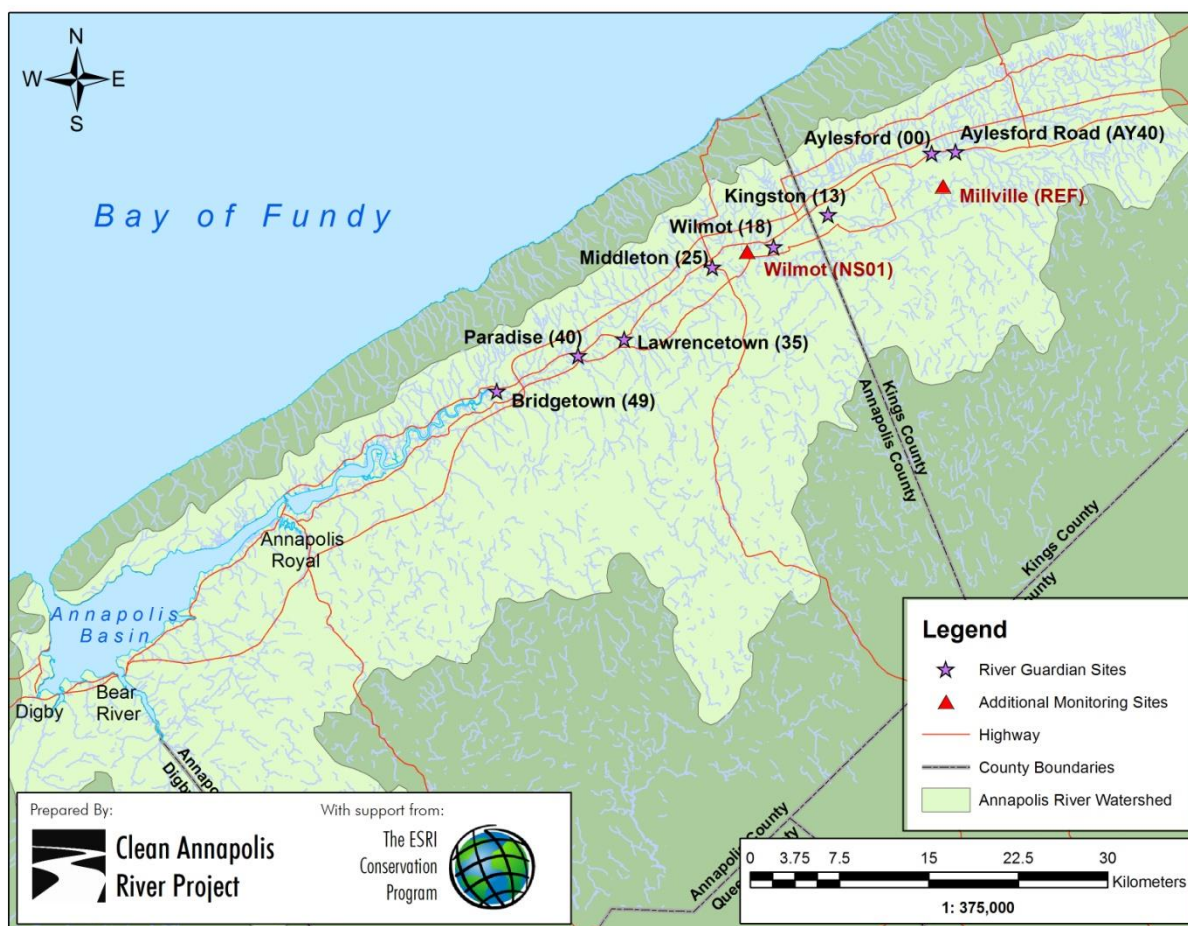 N
W E
S
Bay of Fundy
Aylesford (00)
Aylesford Road (AY40)
Millville (REF)
Kingston (13)
Wilmot (18)
Wilmot (NS01)
Middleton (25)
Paradise (40)
Lawrencetown (35)
Bridgetown (49)
Kings County
Annapolis County
Kings County
Annapolis
Royal
Annapolis
Basin
Digby
Bear
River
Annapolis County
Legend
River Guardian Sites
Additional Monitoring Sites
Highway
County Boundaries
Annapolis River Watershed
Prepared By:
Clean Annapolis
River Project
With support from:
The ESRI
Conservation
Program
0 3.75 7.5 15 22.5 30
Kilometers
1: 375,000